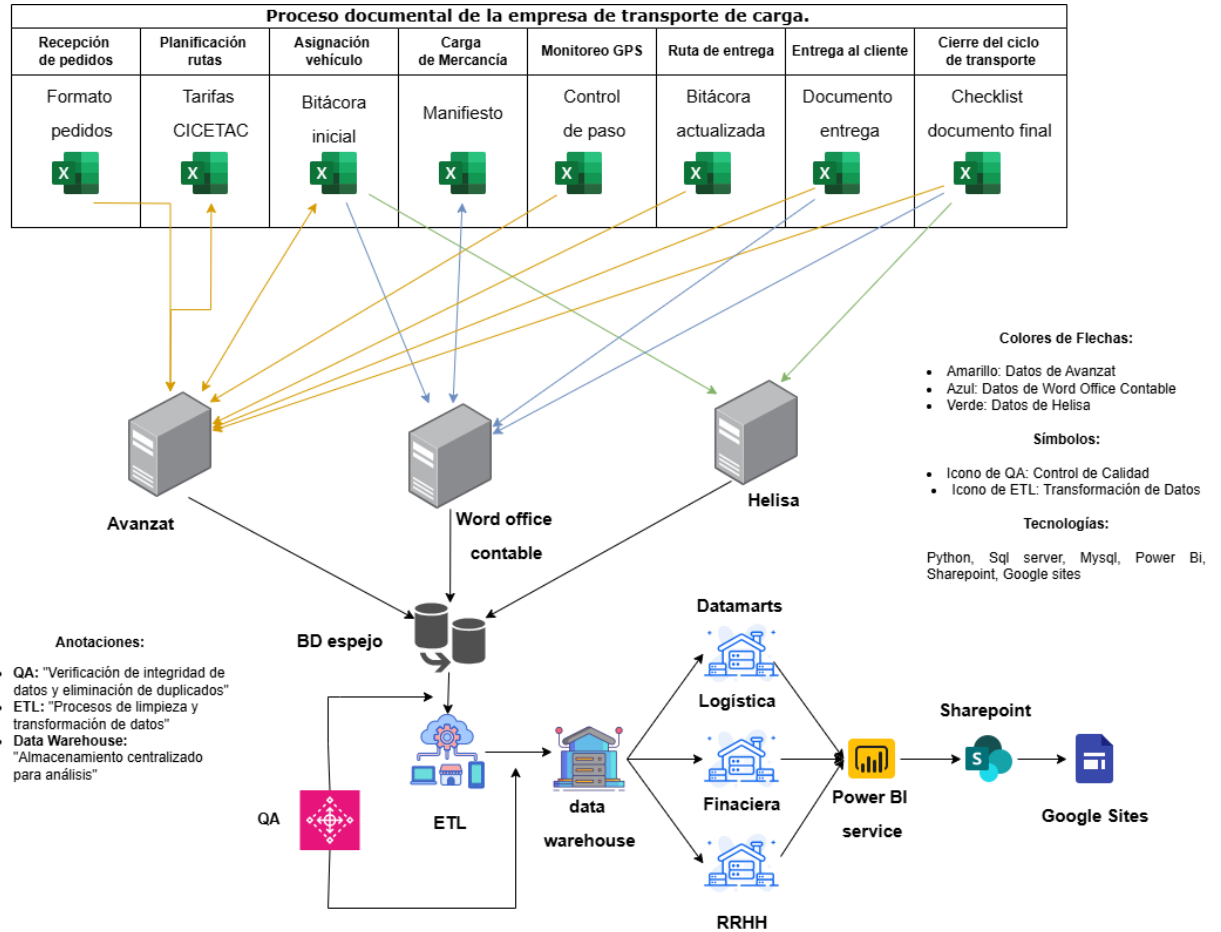 Proceso documental de la empresa de transporte de carga.
Recepción
de pedidos
Planificación
rutas
Asignación
vehículo
Carga
de Mercancía
Monitoreo GPS
Ruta de entrega
Entrega al cliente
Cierre del ciclo
de transporte
Formato
pedidos
Tarifas
CICETAC
Bitácora
inicial
Manifiesto
Control
de paso
Bitácora
actualizada
Documento
entrega
Checklist
documento final
X
X
X
X
X
X
X
X
Colores de Flechas:
• Amarillo: Datos de Avanzat
• Azul: Datos de Word Office Contable
• Verde: Datos de Helisa
Símbolos:
• Icono de QA: Control de Calidad
• Icono de ETL: Transformación de Datos
Tecnologías:
Python, Sql server, Mysql, Power Bi,
Sharepoint, Google sites
Avanzat
Word office
contable
Helisa
BD espejo
Anotaciones:
• QA: "Verificación de integridad de
datos y eliminación de duplicados"
• ETL: "Procesos de limpieza y
transformación de datos"
• Data Warehouse:
"Almacenamiento centralizado
para análisis"
QA
ETL
data
warehouse
Datamarts
Logística
Finaciera
RRHH
Power BI
service
Sharepoint
S
Google Sites